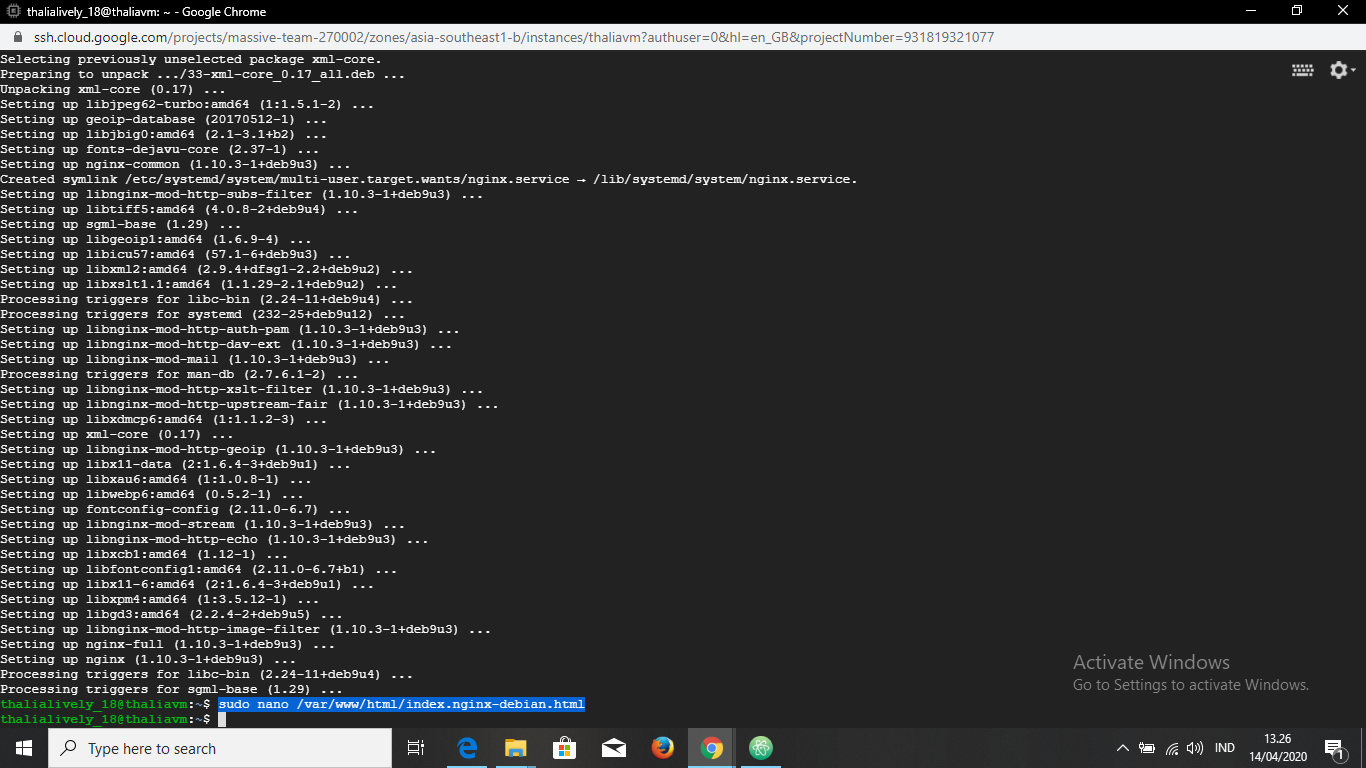 thalialively_18@thaliavm: ~ - Google Chrome
ssh.cloud.google.com/projects/massive-team-270002/zones/asia-southeast1-b/instances/thaliavm?authuser=0&hl=en_GB&projectNumber=931819321077
Selecting previously unselected package xml-core.
Preparing to unpack .../33-xml-core_0.17_all.deb ...
Unpacking xml-core (0.17) ...
Setting up libjpeg62-turbo:amd64 (1:1.5.1-2) ...
Setting up geoip-database (20170512-1) ...
Setting up libjbig0:amd64 (2.1-3.1+b2) ...
Setting up fonts-dejavu-core (2.37-1) ...
Setting up nginx-common (1.10.3-1+deb9u3) ...
Created symlink /etc/systemd/system/multi-user.target.wants/nginx.service → /lib/systemd/system/nginx.service.
Setting up libnginx-mod-http-subs-filter (1.10.3-1+deb9u3) ...
Setting up libtiff5:amd64 (4.0.8-2+deb9u4) ...
Setting up sgml-base (1.29) ...
Setting up libgeoip1:amd64 (1.6.9-4) ...
Setting up libicu57:amd64 (57.1-6+deb9u3) ...
Setting up libxml2:amd64 (2.9.4+dfsg1-2.2+deb9u2) ...
Setting up libxslt1.1:amd64 (1.1.29-2.1+deb9u2) ...
Processing triggers for libc-bin (2.24-11+deb9u4) ...
Processing triggers for systemd (232-25+deb9u12) ...
Setting up libnginx-mod-http-auth-pam (1.10.3-1+deb9u3) ...
Setting up libnginx-mod-http-dav-ext (1.10.3-1+deb9u3) ...
Setting up libnginx-mod-mail (1.10.3-1+deb9u3) ...
Processing triggers for man-db (2.7.6.1-2) ...
Setting up libnginx-mod-http-xslt-filter (1.10.3-1+deb9u3) ...
Setting up libnginx-mod-http-upstream-fair (1.10.3-1+deb9u3) ...
Setting up libxdmcp6:amd64 (1:1.1.2-3) ...
Setting up xml-core (0.17) ...
Setting up libnginx-mod-http-geoip (1.10.3-1+deb9u3) ...
Setting up libx11-data (2:1.6.4-3+deb9u1) ...
Setting up libxau6:amd64 (1:1.0.8-1) ...
Setting up libwebp6:amd64 (0.5.2-1) ...
Setting up fontconfig-config (2.11.0-6.7) ...
Setting up libnginx-mod-stream (1.10.3-1+deb9u3) ...
Setting up libnginx-mod-http-echo (1.10.3-1+deb9u3) ...
Setting up libxcb1:amd64 (1.12-1) ...
Setting up libfontconfig1:amd64 (2.11.0-6.7+b1) ...
Setting up libx11-6:amd64 (2:1.6.4-3+deb9u1) ...
Setting up libxpm4:amd64 (1:3.5.12-1) ...
Setting up libgd3:amd64 (2.2.4-2+deb9u5) ...
Setting up libnginx-mod-http-image-filter (1.10.3-1+deb9u3) ...
Setting up nginx-full (1.10.3-1+deb9u3) ...
Setting up nginx (1.10.3-1+deb9u3) ...
Processing triggers for libc-bin (2.24-11+deb9u4) ...
Processing triggers for sgml-base (1.29) ...
thalialively_18@thaliavm:~$ sudo nano /var/www/html/index.nginx-debian.html
thalialively_18@thaliavm:~$
Activate Windows
Go to Settings to activate Windows.
Type here to search
IND
13.26
14/04/2020
1